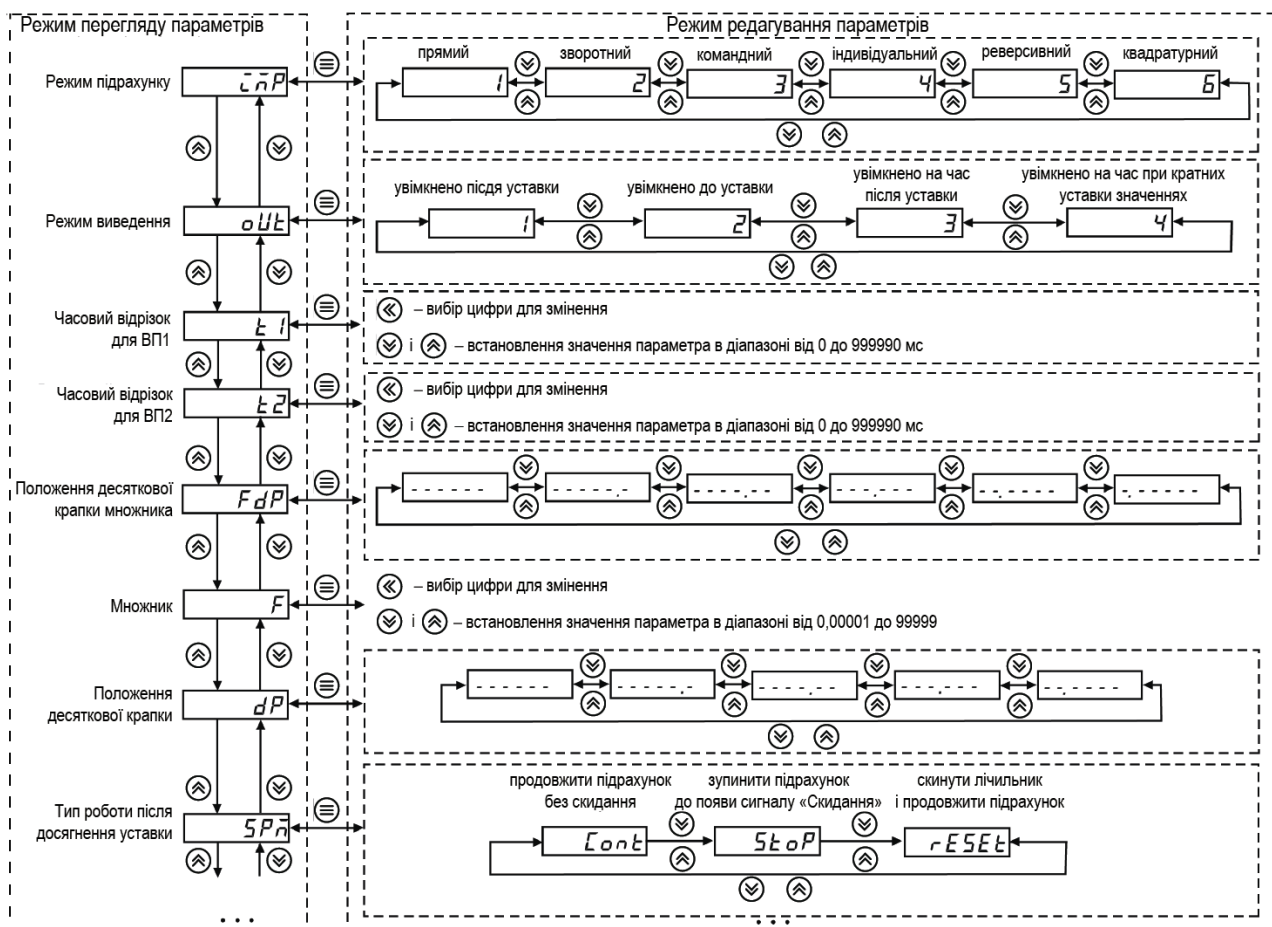 Режим перегляду параметрів
Режим редагування параметрів
Режим підрахунку
inP
прямий
зворотний
командний
індивідуальний
реверсивний
квадратурний
1
2
3
4
5
6
Режим виведення
oUt
увімкнено піся уставки
увімкнено до уставки
увімкнено на час
після уставки
увімкнено на час при кратних
уставки значеннях
1
2
3
4
Часовий відрізок
для ВП1
t1
– вибір цифри для змінення
і – встановлення значення параметра в діапазоні від 0 до 999990 мс
Часовий відрізок
для ВП2
t2
– вибір цифри для змінення
і – встановлення значення параметра в діапазоні від 0 до 999990 мс
Положення десяткової
крапки множника
FdP
- - - - - -
- - - - -.-
- - - -.- -
- - -.- - -
- -.- - - -
-.- - - - -
Множник
F
– вибір цифри для змінення
і – встановлення значення параметра в діапазоні від 0,00001 до 99999
Положення
десяткової крапки
dP
- - - - - -
- - - - -.-
- - - -.- -
- - -.- - -
- -.- - - -
Тип роботи після
досягнення уставки
SPn
продовжити підрахунок
без скидання
зупинити підрахунок
до появи сигналу «Скидання»
скинути лічильник
і продовжити підрахунок
Cont
StoP
rESEt
. . .
. . .